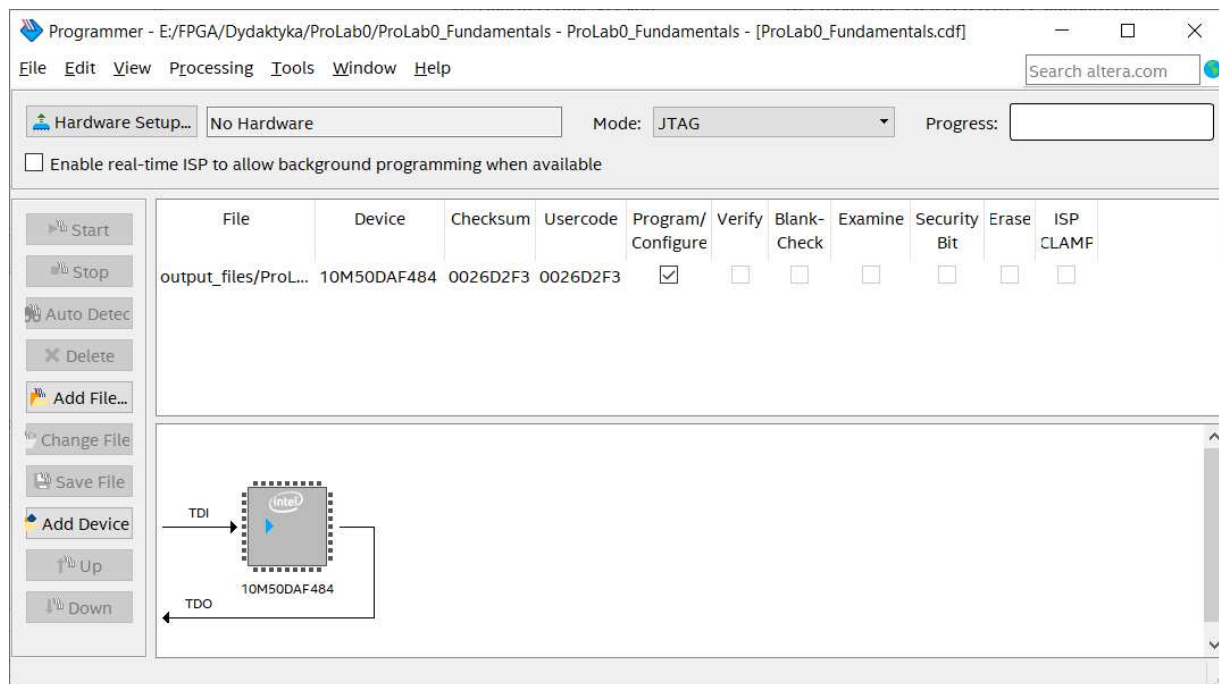 Programmer - E:/FPGA/Dydaktyka/ProLab0/ProLab0_Fundamentals - ProLab0_Fundamentals - [ProLab0_Fundamentals.cdf]
File Edit View Processing Tools Window Help
Search altera.com
Hardware Setup... No Hardware Mode: JTAG Progress:
Enable real-time ISP to allow background programming when available
File Device Checksum Usercode Program/ Verify Blank- Examine Security Erase ISP
Configure Check Bit CLAMP
output_files/ProL... 10M50DAF484 0026D2F3 0026D2F3
Start
Stop
Auto Detec
Delete
Add File...
Change File
Save File
Add Device
Up
Down
intel
TDI
10M50DAF484
TDO